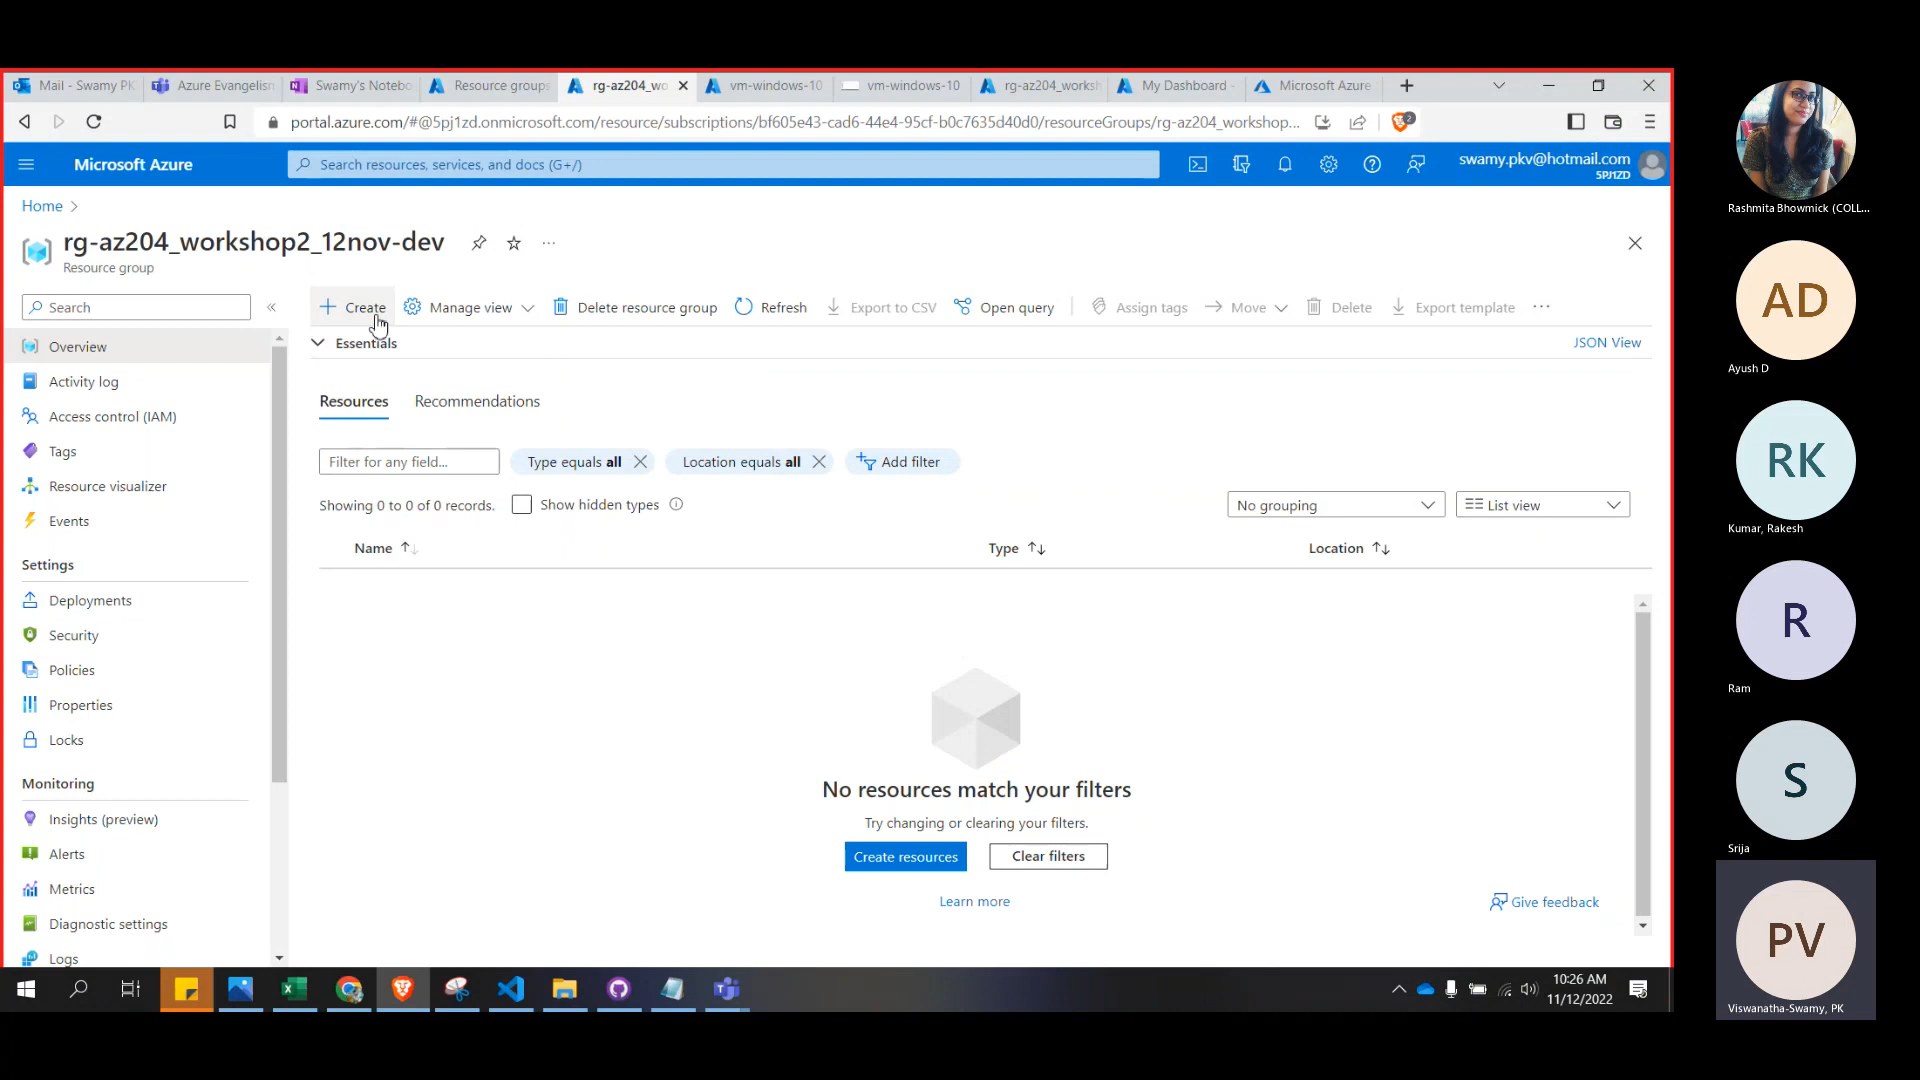 Mail - Swamy PK
Azure Evangelism
Swamy's Notebo
Resource groups
rg-az204_wo
vm-windows-10
vm-windows-10
rg-az204_worksh
My Dashboard -
Microsoft Azure
portal.azure.com/#@5pj1zd.onmicrosoft.com/resource/subscriptions/bf605e43-cad6-44e4-95cf-b0c7635d40d0/resourceGroups/rg-az204_workshop...
2
Microsoft Azure
Search resources, services, and docs (G+/)
swamy.pkv@hotmail.com
5PJ1ZD
Home >
rg-az204_workshop2_12nov-dev
Resource group
Search
Create
Manage view
Delete resource group
Refresh
Export to CSV
Open query
Assign tags
Move
Delete
Export template
Overview
Activity log
Access control (IAM)
Tags
Resource visualizer
Events
Settings
Deployments
Security
Policies
Properties
Locks
Monitoring
Insights (preview)
Alerts
Metrics
Diagnostic settings
Logs
Essentials
JSON View
Resources
Recommendations
Filter for any field...
Type equals all
Location equals all
Add filter
Showing 0 to 0 of 0 records.
Show hidden types
No grouping
List view
Name
Type
Location
No resources match your filters
Try changing or clearing your filters.
Create resources
Clear filters
Learn more
Give feedback
10:26 AM
11/12/2022
Rashmita Bhowmick (COLL...
AD
Ayush D
RK
Kumar, Rakesh
R
Ram
S
Srija
PV
Viswanatha-Swamy, PK